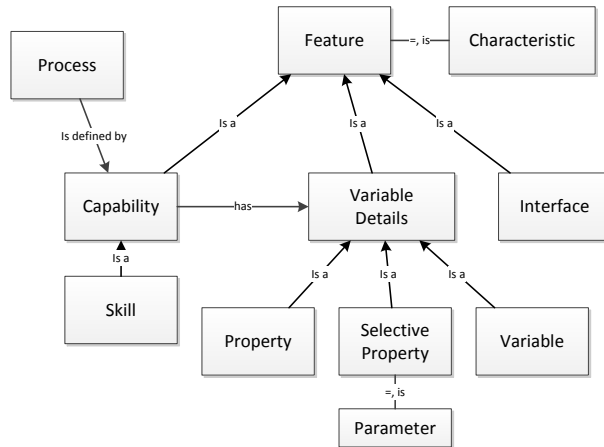 Feature
=, is
Characteristic
Process
Is a
Is a
Is a
Is defined by
Capability
has
Variable
Details
Interface
Is a
Skill
Is a
Is a
Is a
Property
Selective
Property
Variable
=, is
Parameter